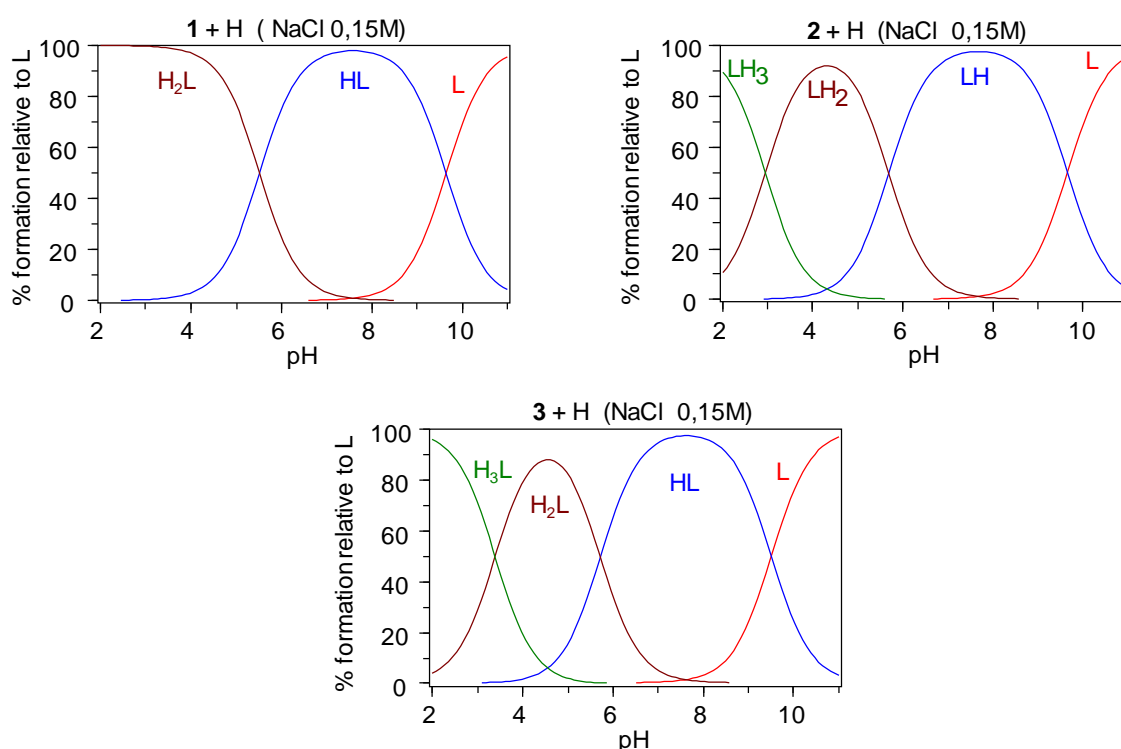 1 + H ( NaCl 0,15M)
% formation relative to L
100
80
60
40
20
0
H₂L
HL
L
2 4 6 8 10
pH
2 + H (NaCl 0,15M)
% formation relative to L
100
80
60
40
20
0
LH3
LH₂
LH
L
2 4 6 8 10
pH
3 + H (NaCl 0,15M)
% formation relative to L
100
80
60
40
20
0
H₃L
H₂L
HL
L
2 4 6 8 10
pH